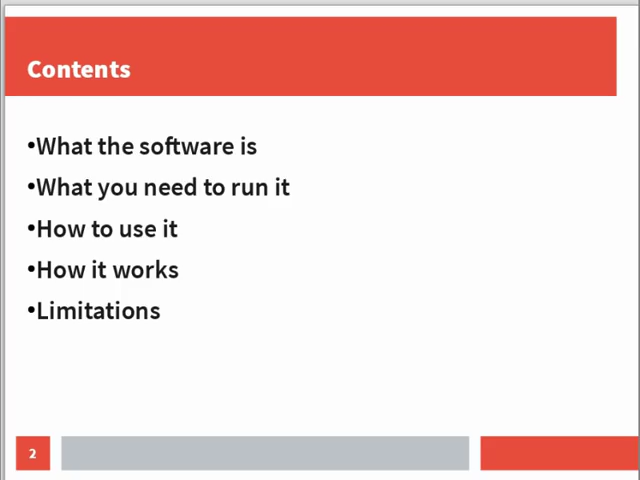 Contents
•What the software is
•What you need to run it
•How to use it
•How it works
•Limitations
2